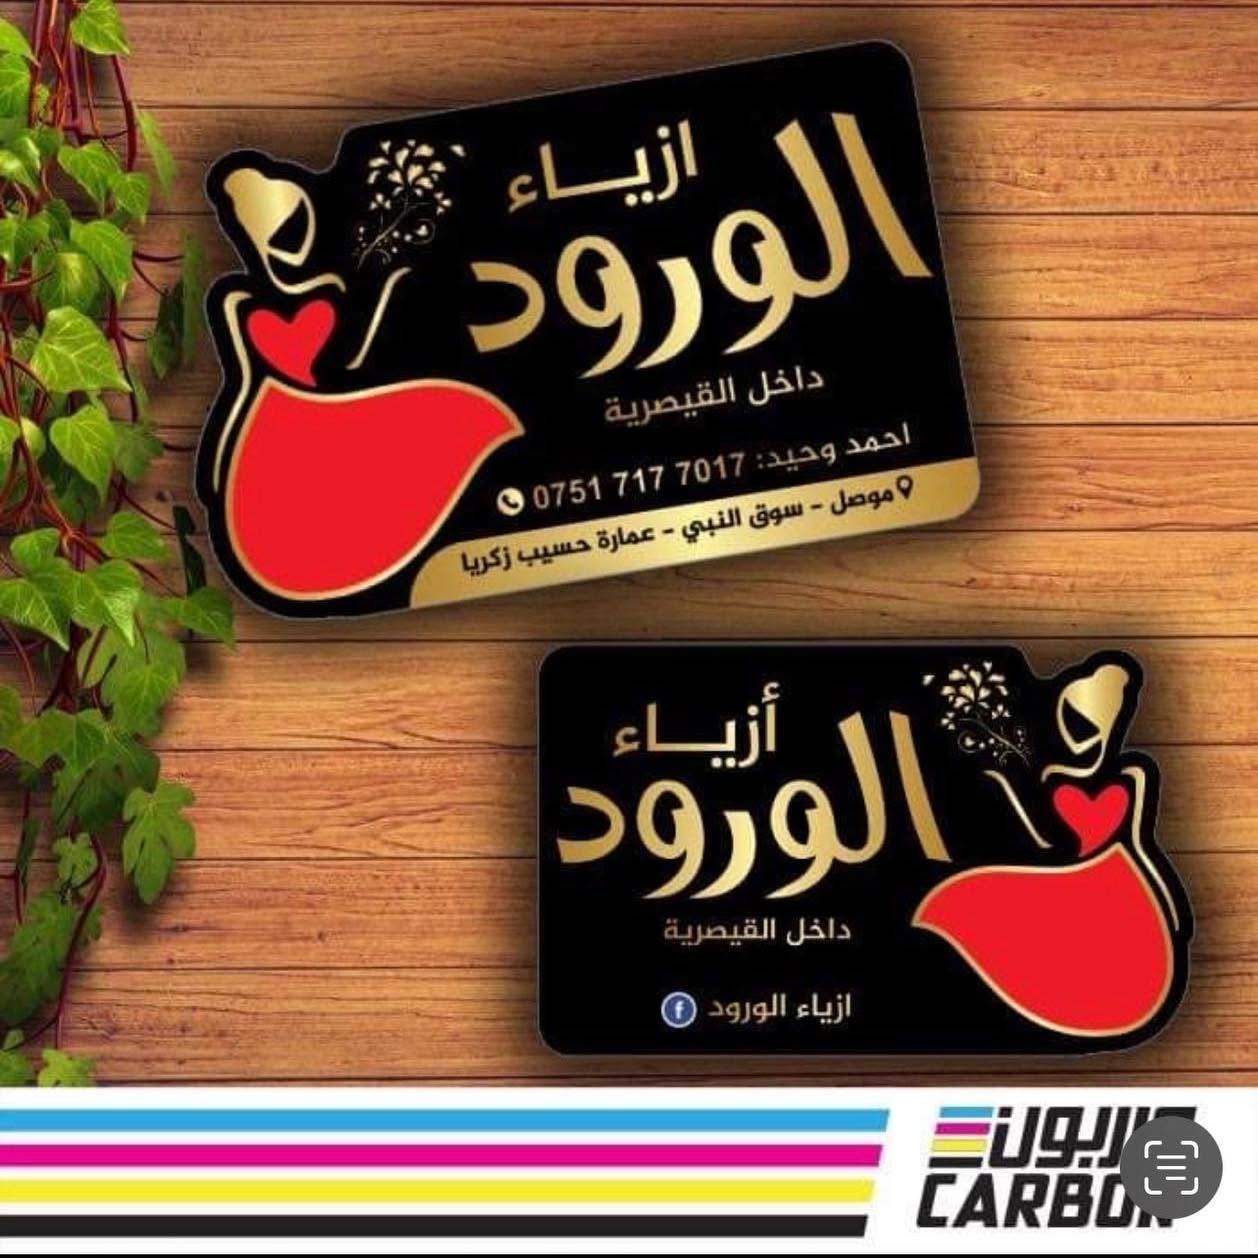 ازياء
الورود
داخل القيصرية
احمد وحيد: 0751 717 7017
موصل - سوق النبي - عمارة حسيب زكريا
أزياء
الورود
داخل القيصرية
ازياء الورود
CARBON